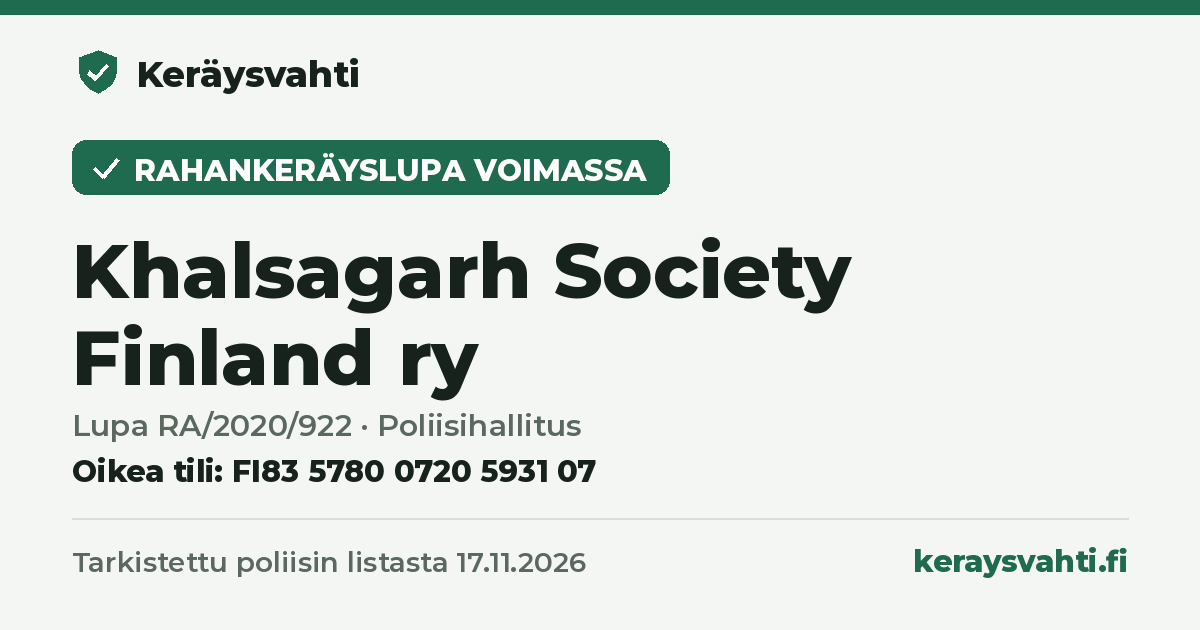 Keräysvahti
RAHANKERÄYSLUPA VOIMASSA
Khalsagarh Society
Finland ry
Lupa RA/2020/922 · Poliisihallitus
Oikea tili: FI83 5780 0720 5931 07
Tarkistettu poliisin listasta 17.11.2026
keraysvahti.fi